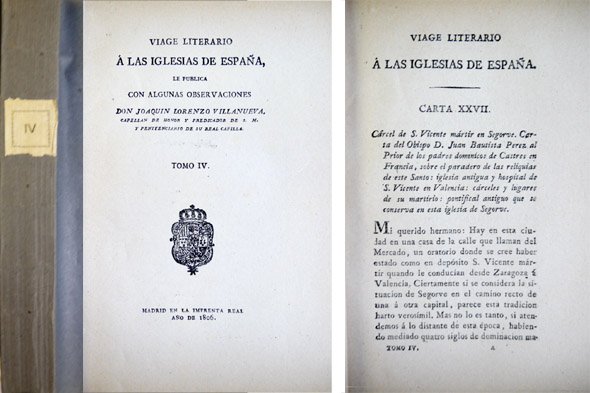 IV
VIAGE LITERARIO
Á LAS IGLESIAS DE ESPAÑA,
LE PUBLICA
CON ALGUNAS OBSERVACIONES
DON JOAQUIN LORENZO VILLANUEVA,
CAPELLAN DE HONOR Y PREDICADOR DE S. M.
Y PENITENCIARIO DE SU REAL CAPILLA.
TOMO IV.
MADRID EN LA IMPRENTA REAL
AÑO DE 1806.
VIAGE LITERARIO
Á LAS IGLESIAS DE ESPAÑA.
CARTA XXVII.
Cárcel de S. Vicente mártir en Segorve. Car-
ta del Obispo D. Juan Bautista Perez al
Prior de los padres dominicos de Castres en
Francia, sobre el paradero de las reliquias
de este Santo: iglesia antigua y hospital de
S. Vicente en Valencia: cárceles y lugares
de su martirio: pontifical antiguo que se
conserva en esta iglesia de Segorve.
Mi querido hermano: Hay en esta ciu-
dad en una casa de la calle que llaman del
Mercado, un oratorio donde se cree haber
estado como en depósito S. Vicente már-
tir quando le conducian desde Zaragoza á
Valencia. Ciertamente si se considera la si-
tuacion de Segorve en el camino recto de
una á otra capital, parece esta tradicion
harto verosimil. Mas no lo es tanto, si aten-
demos á lo distante de esta época, habien-
do mediado quatro siglos de dominacion ma-
TOMO IV. A